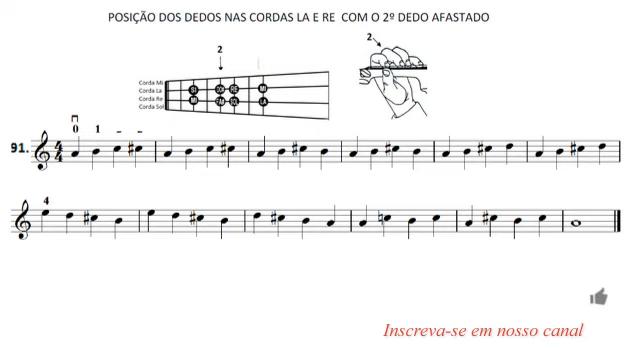 POSIÇÃO DOS DEDOS NAS CORDAS LA E RE COM O 2º DEDO AFASTADO
2
2
Corda Mi
Corda La
Corda Re
Corda Sol
SI DO# RE MI
MI FA# SOL LA
91.
0 1 - -
4
4
4
Inscreva-se em nosso canal